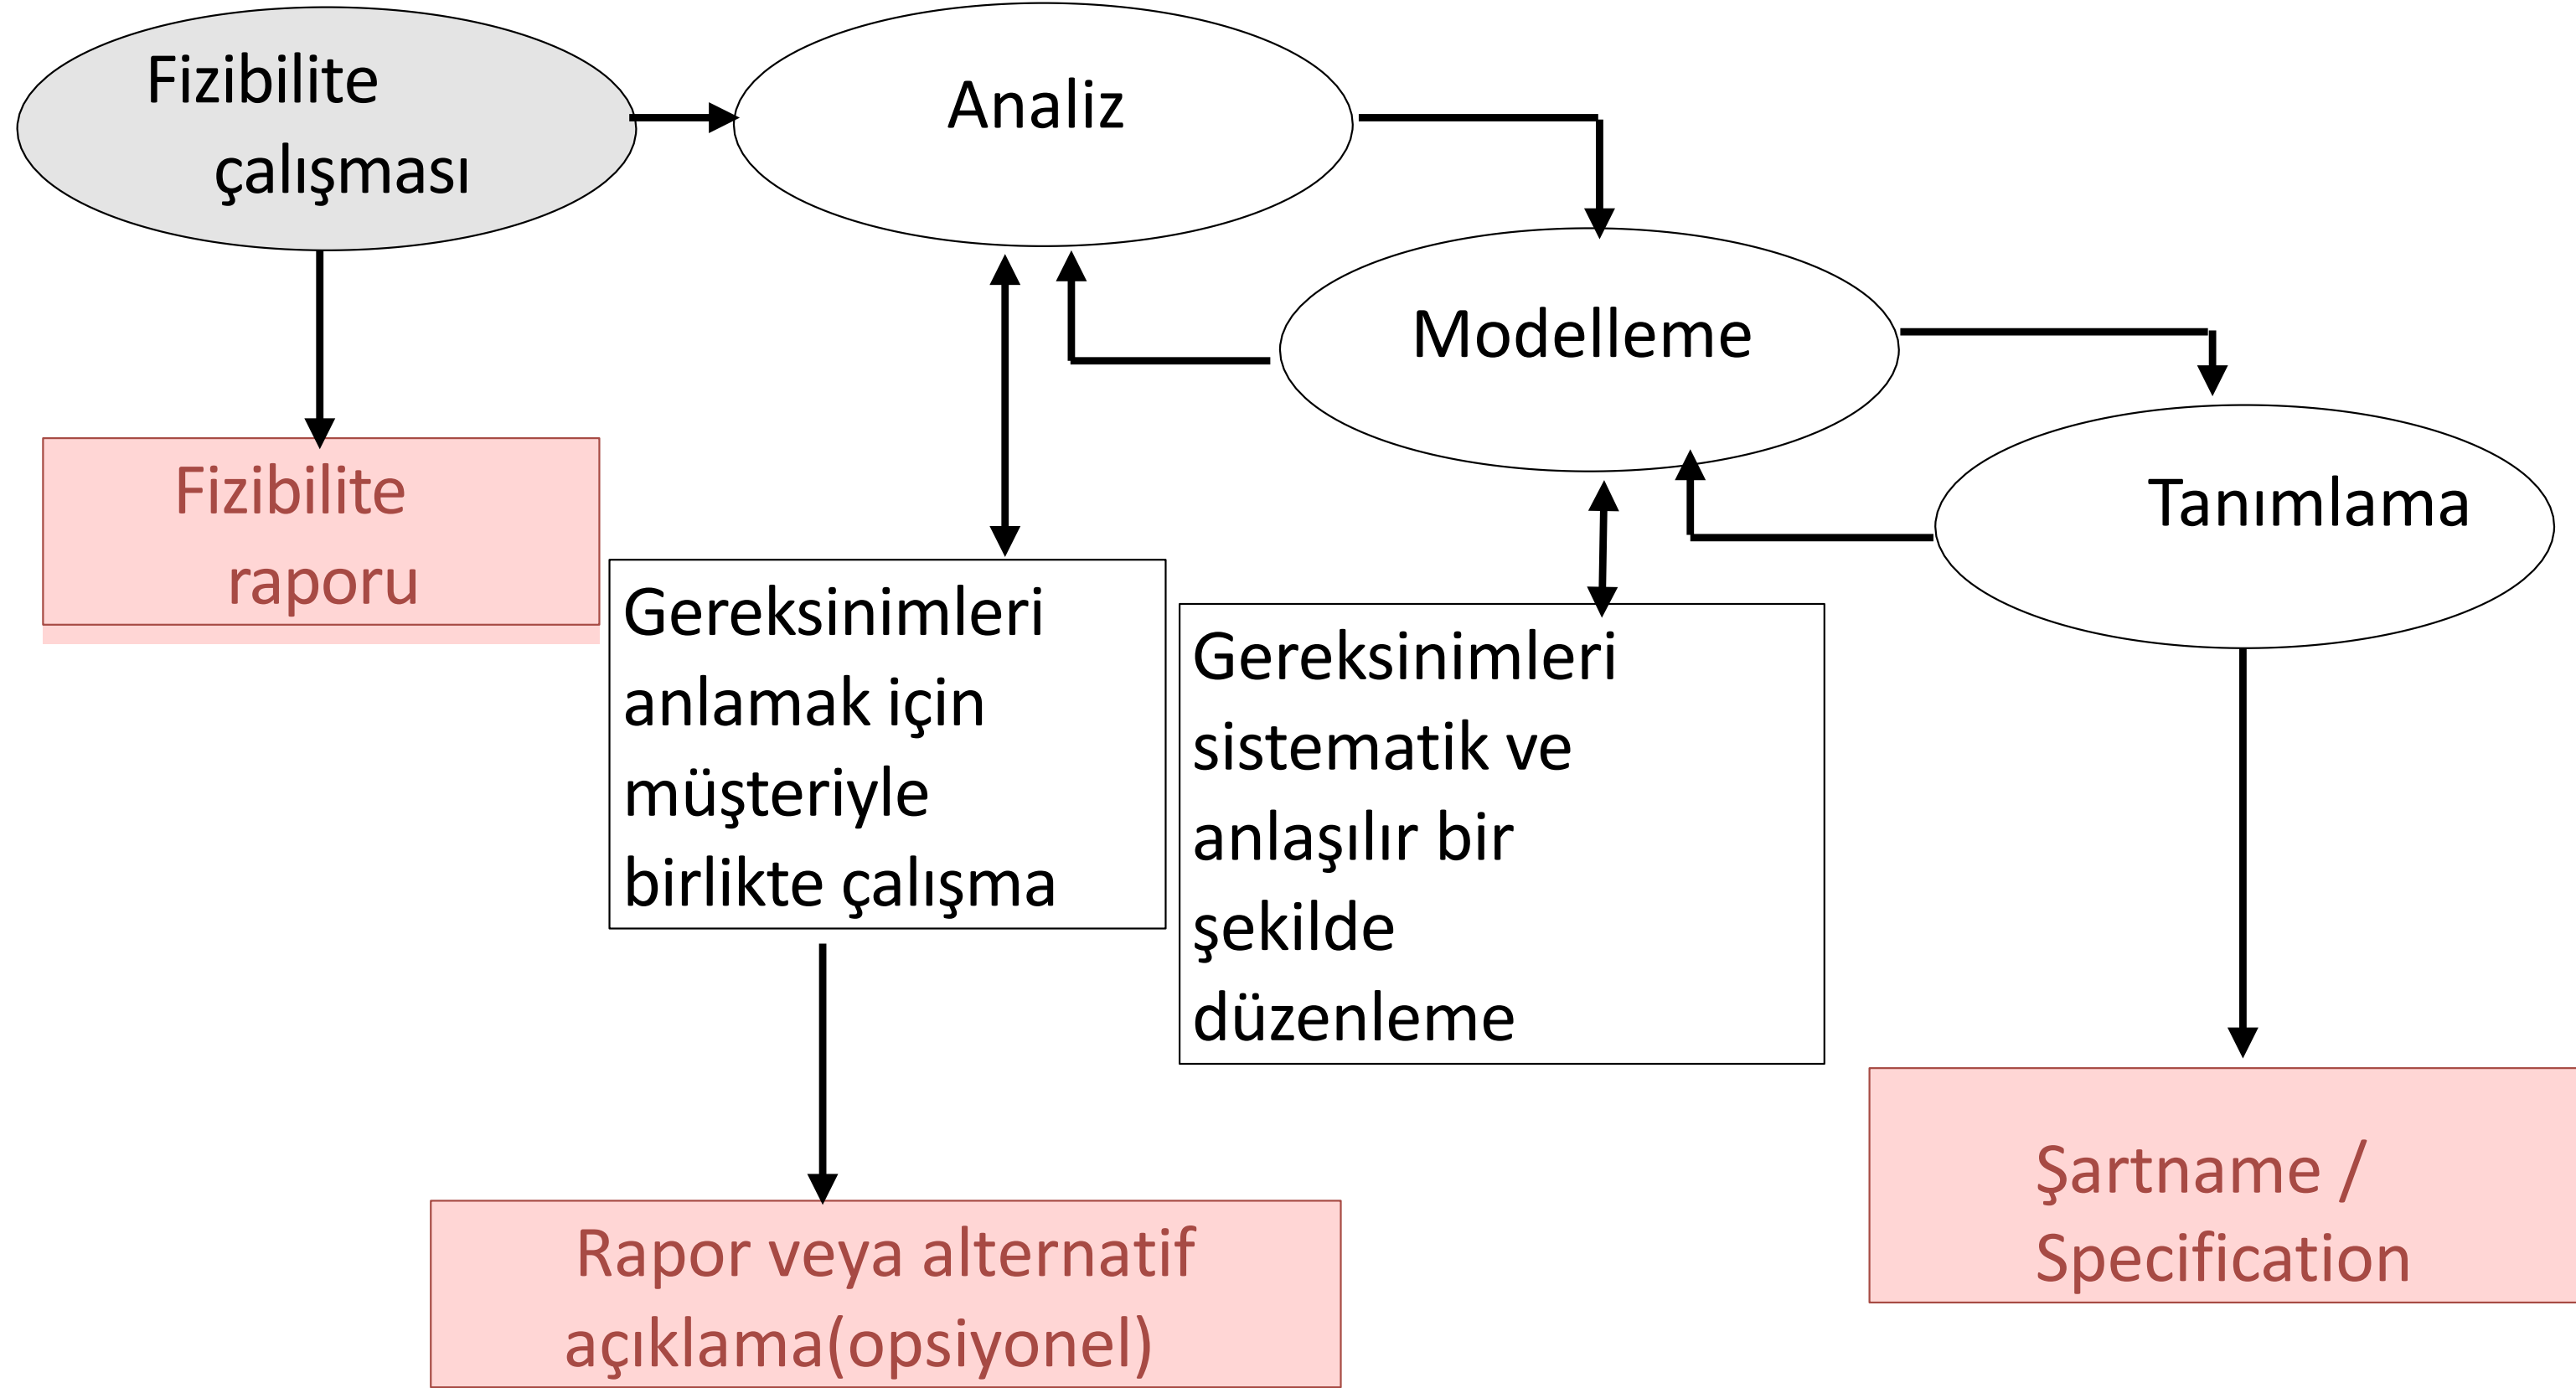 Fizibilite
çalışması
Analiz
Modelleme
Tanımlama
Fizibilite
raporu
Gereksinimleri
anlamak için
müşteriyle
birlikte çalışma
Gereksinimleri
sistematik ve
anlaşılır bir
şekilde
düzenleme
Rapor veya alternatif
açıklama(opsiyonel)
Şartname /
Specification